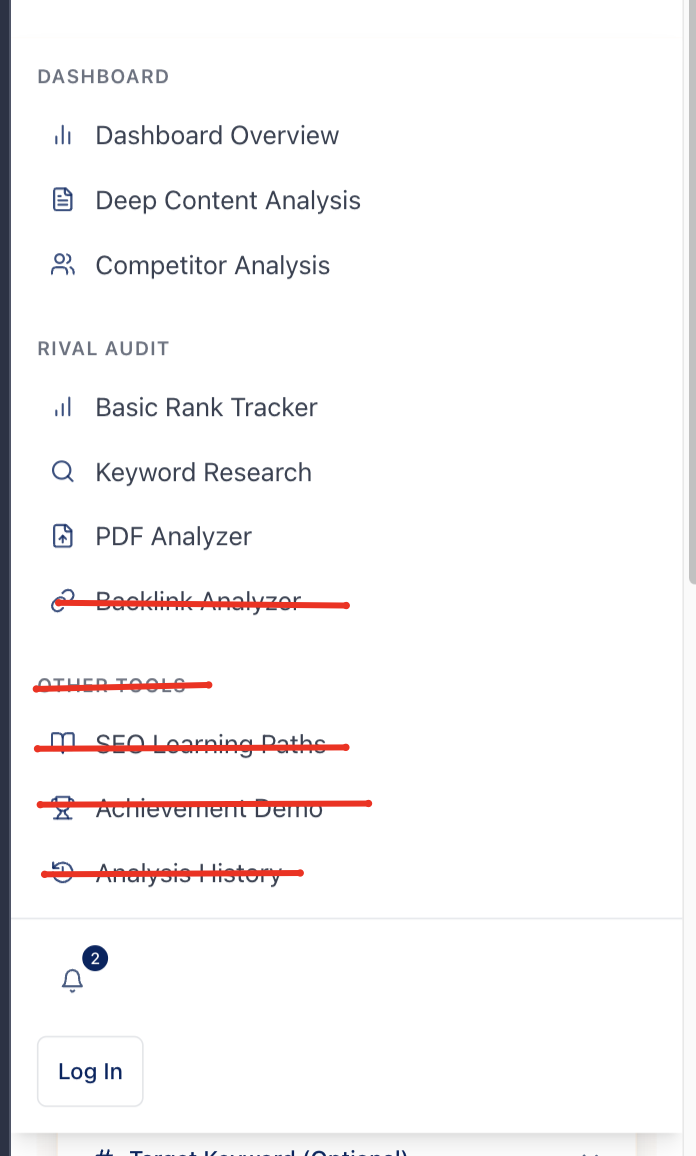 DASHBOARD
Dashboard Overview
Deep Content Analysis
Competitor Analysis
RIVAL AUDIT
Basic Rank Tracker
Keyword Research
PDF Analyzer
Backlink Analyzer
OTHER TOOLS
SEO Learning Paths
Achievement Demo
Analysis History
2
Log In
# Target Keyword (Optional)